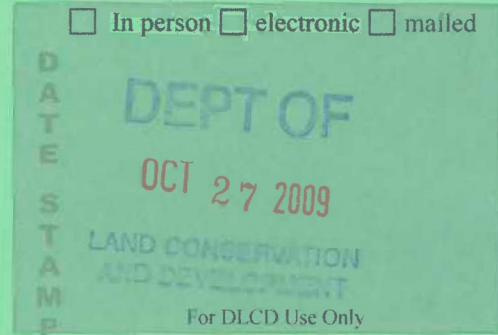 ☐ In person ☐ electronic ☐ mailed
DATE STAMP
DEPT OF
OCT 27 2009
LAND CONSERVATION
AND DEVELOPMENT
For DLCD Use Only